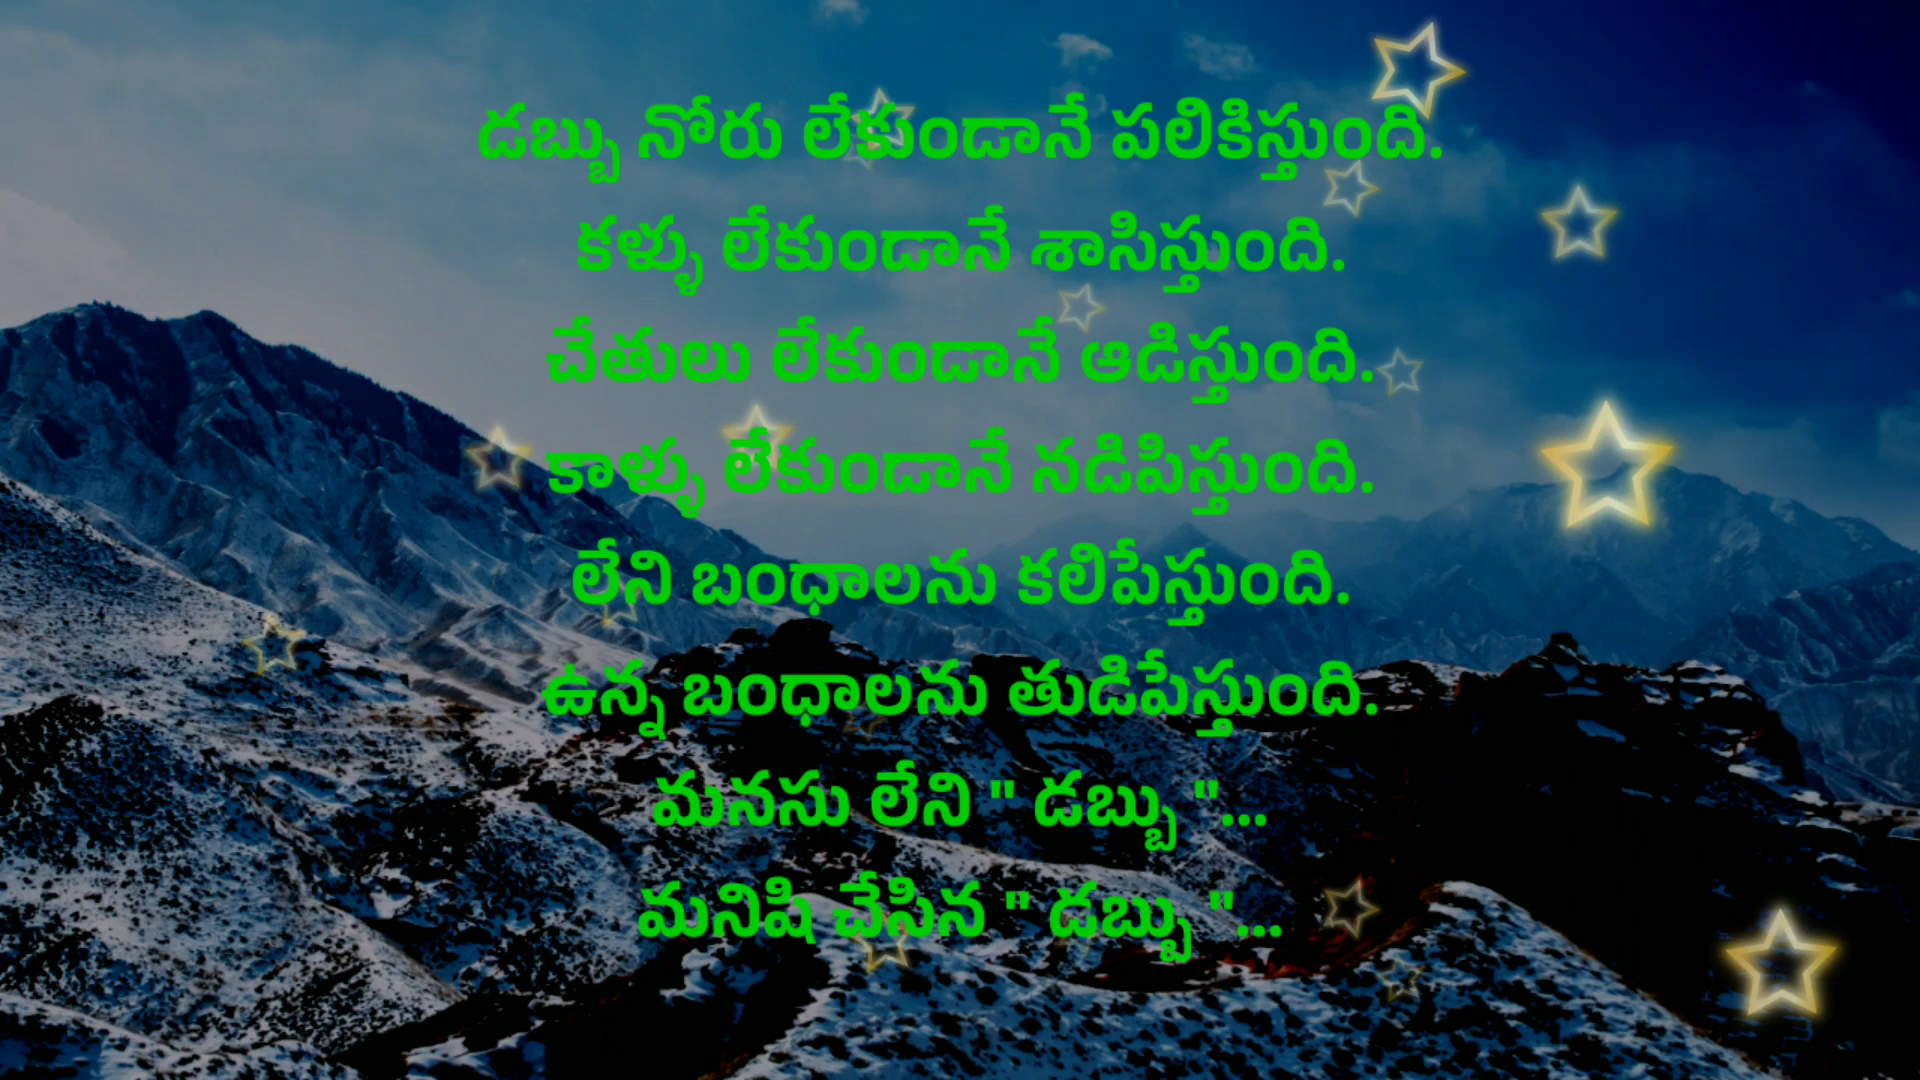 డబ్బు నోరు లేకుండానే పలికిస్తుంది.
కళ్ళు లేకుండానే శాసిస్తుంది.
చేతులు లేకుండానే ఆడిస్తుంది.
కాళ్ళు లేకుండానే నడిపిస్తుంది.
లేని బంధాలను కలిపేస్తుంది.
ఉన్న బంధాలను తుడిపేస్తుంది.
మనసు లేని " డబ్బు "...
మనిషి చేసిన " డబ్బు "...